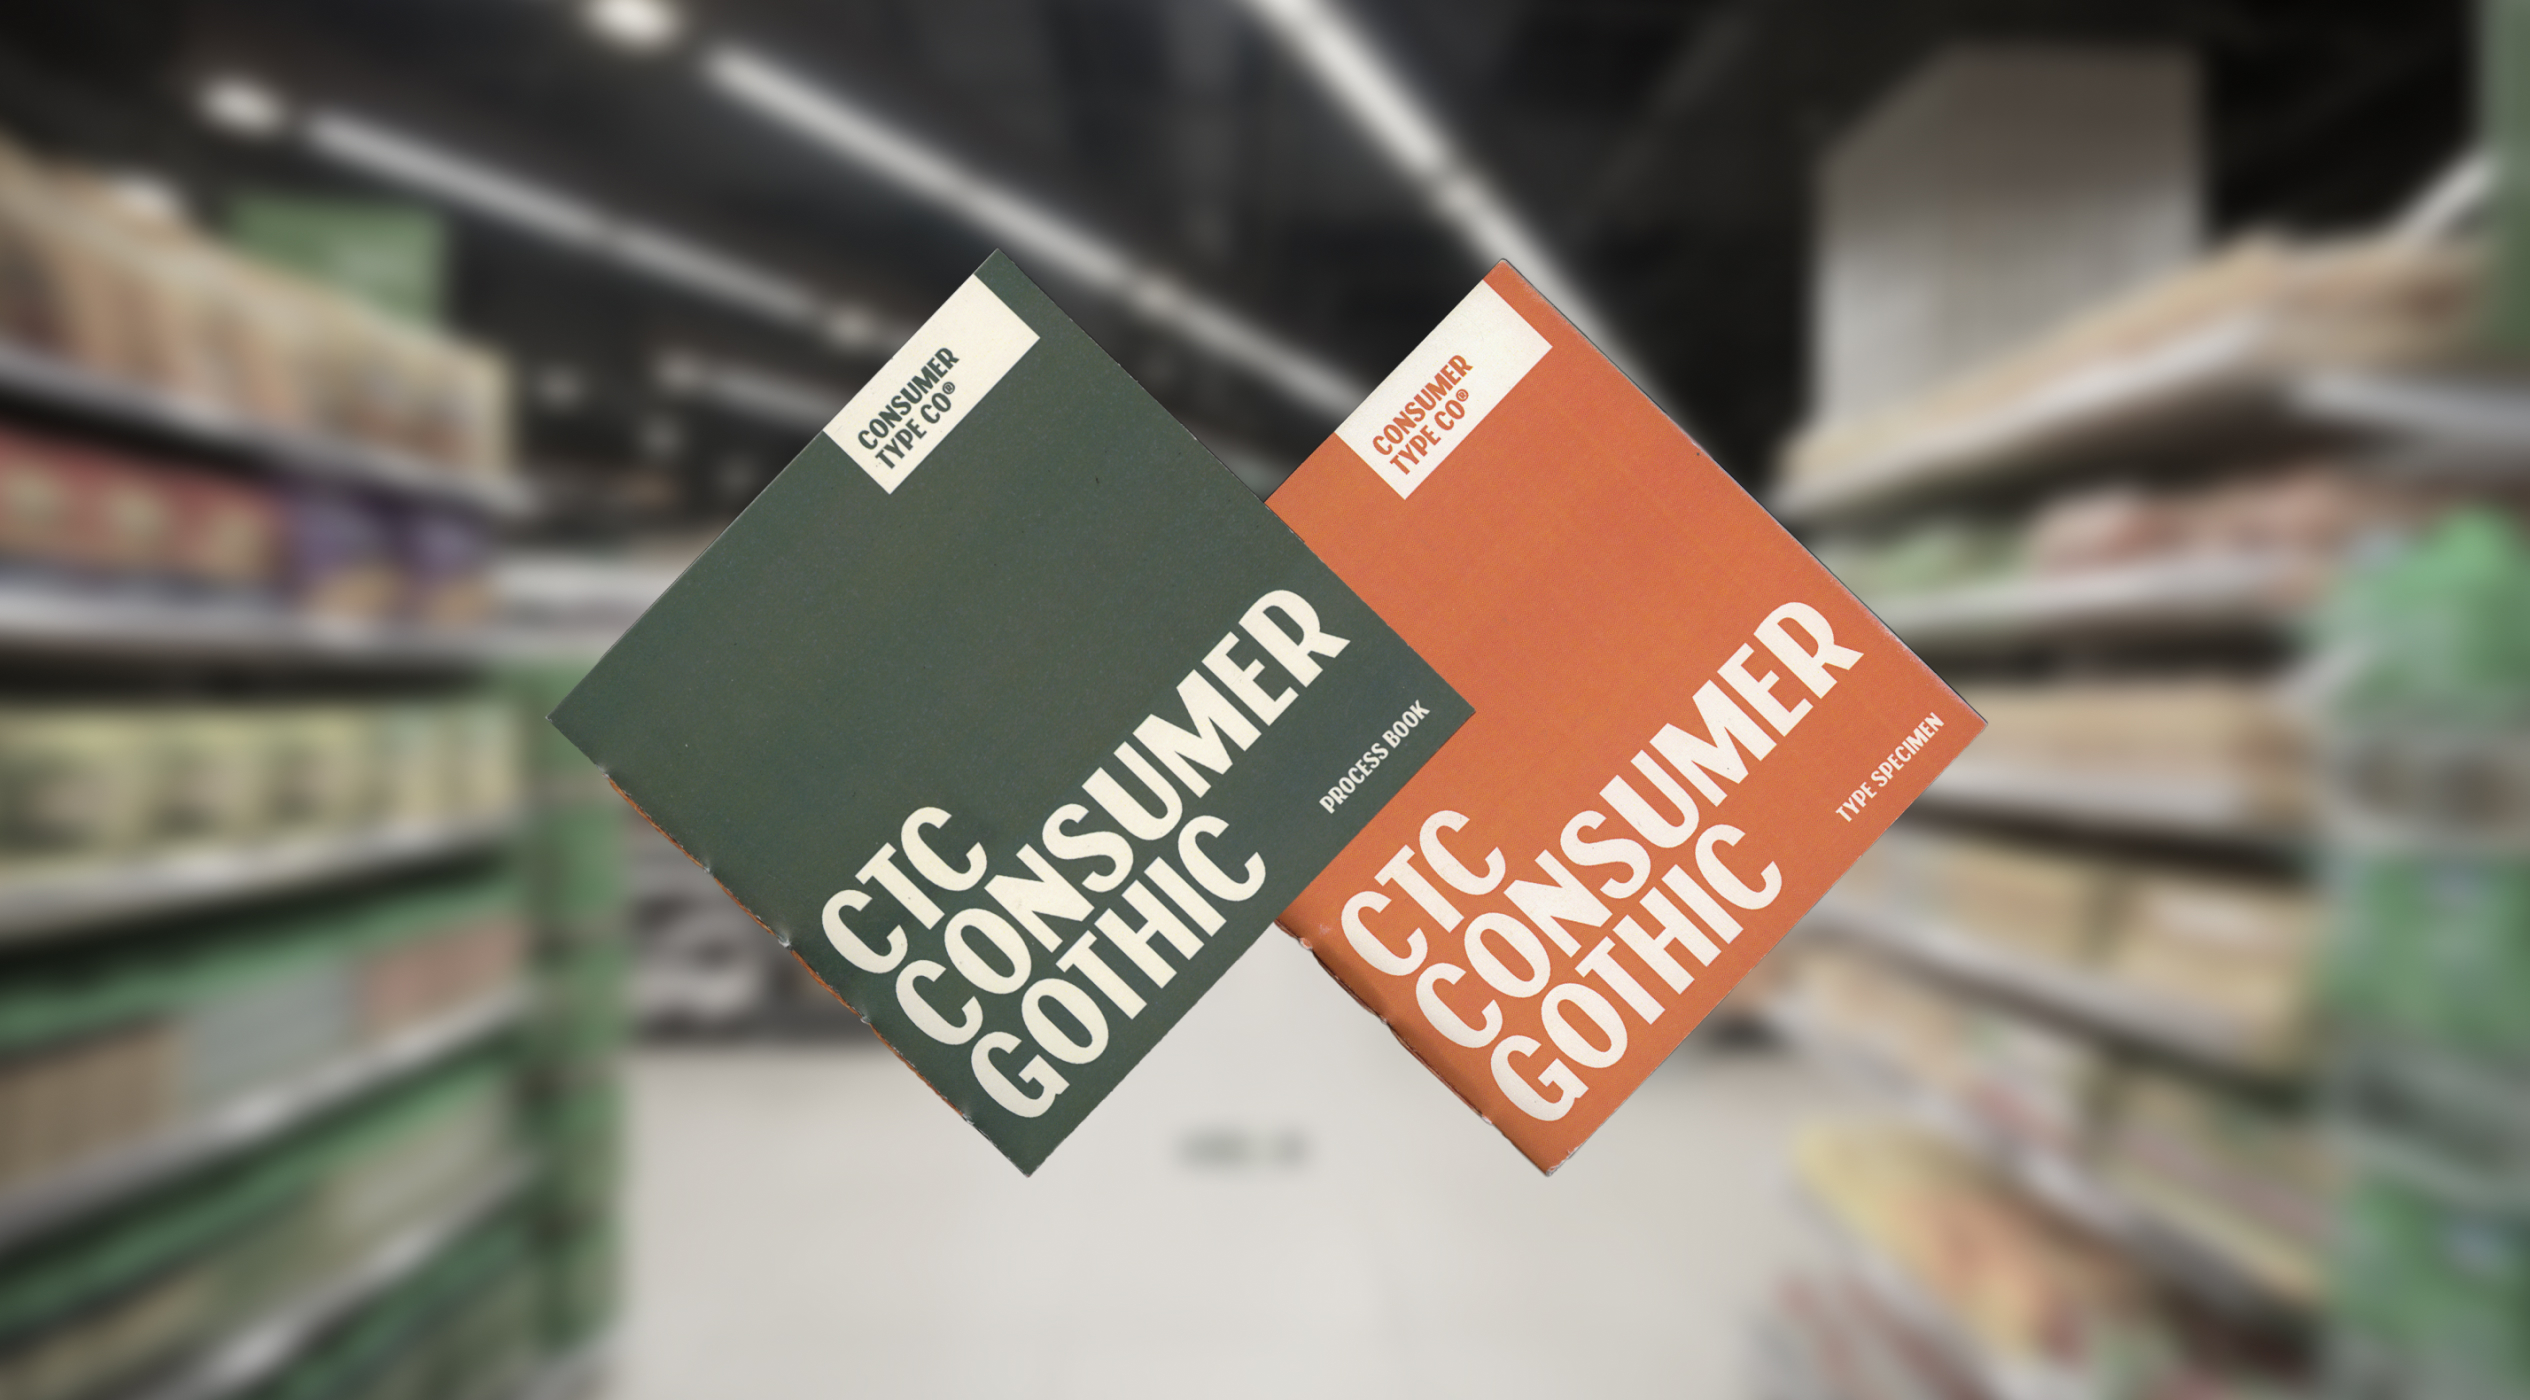 CONSUMER
TYPE CO®
CTC
CONSUMER
GOTHIC
PROCESS BOOK
CONSUMER
TYPE CO®
CTC
CONSUMER
GOTHIC
TYPE SPECIMEN